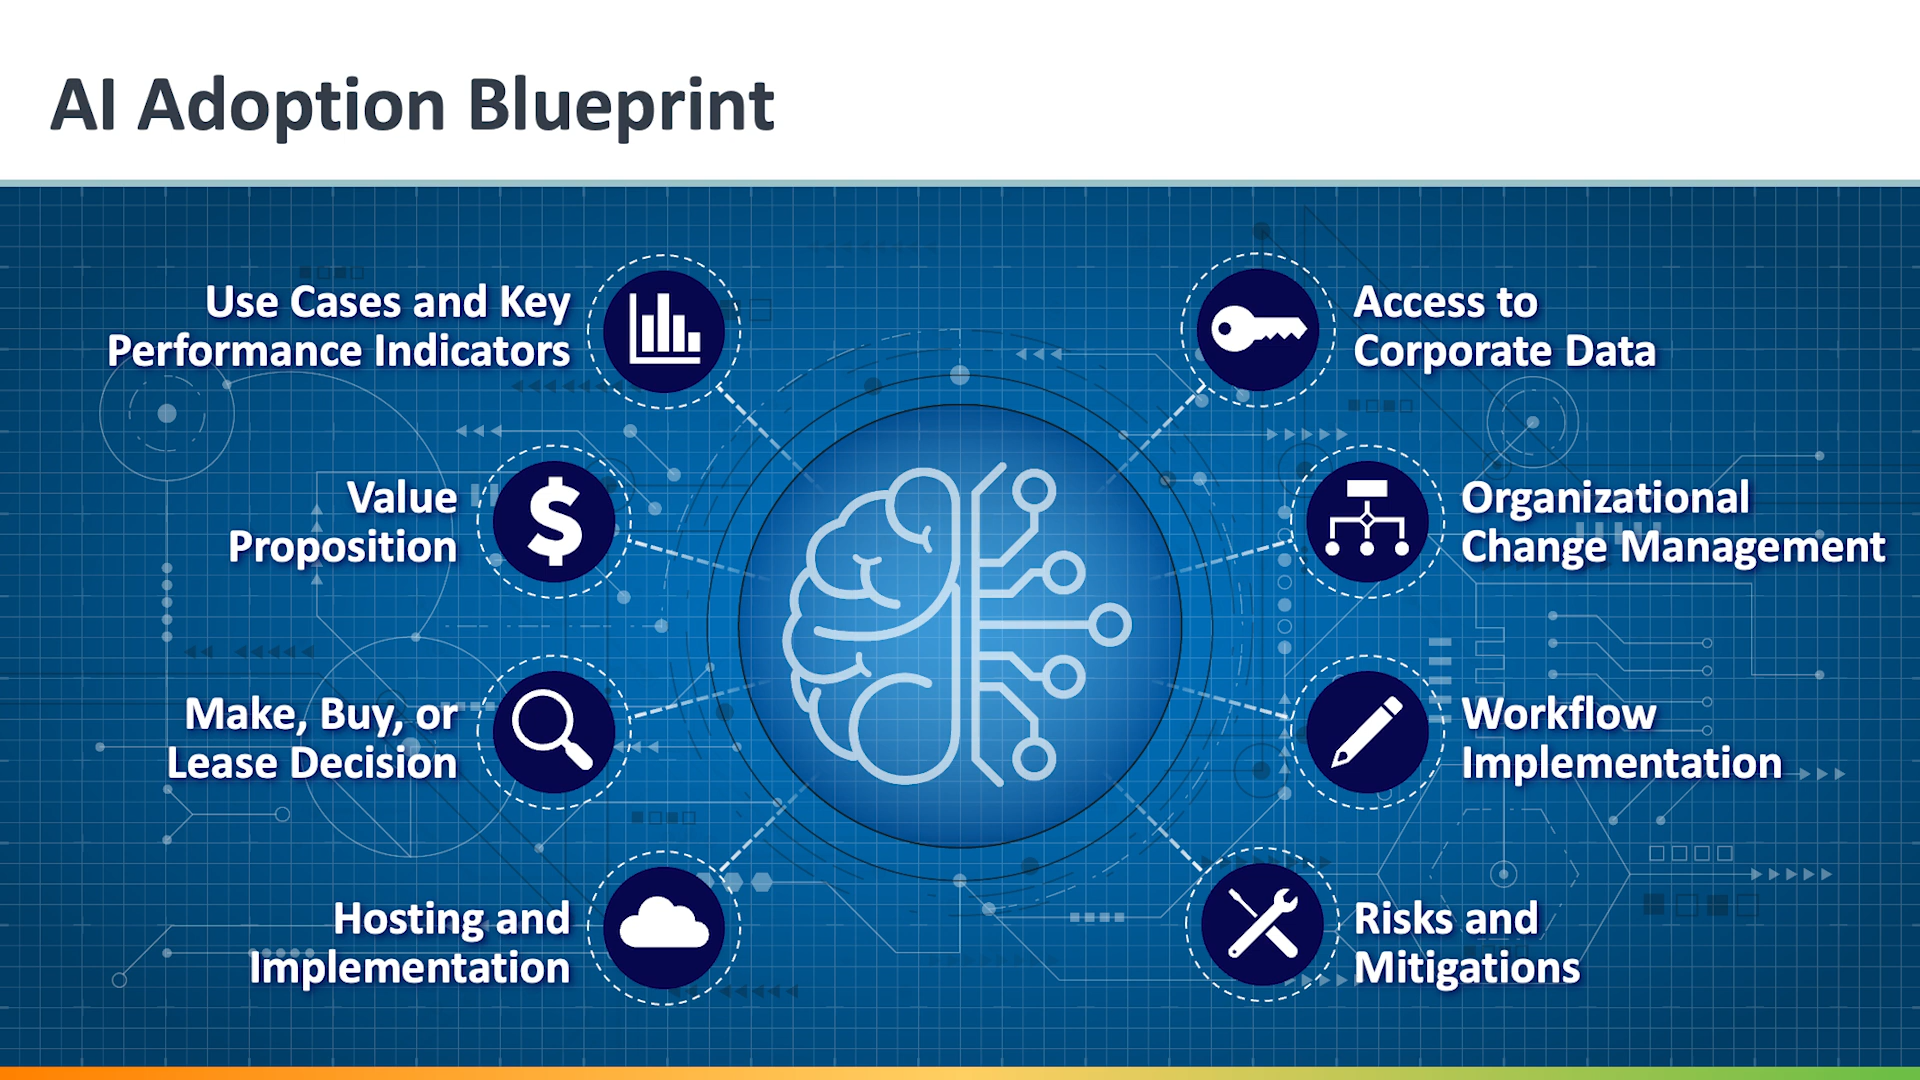 AI Adoption Blueprint
Use Cases and Key
Performance Indicators
Value
Proposition
Make, Buy, or
Lease Decision
Hosting and
Implementation
Access to
Corporate Data
Organizational
Change Management
Workflow
Implementation
Risks and
Mitigations